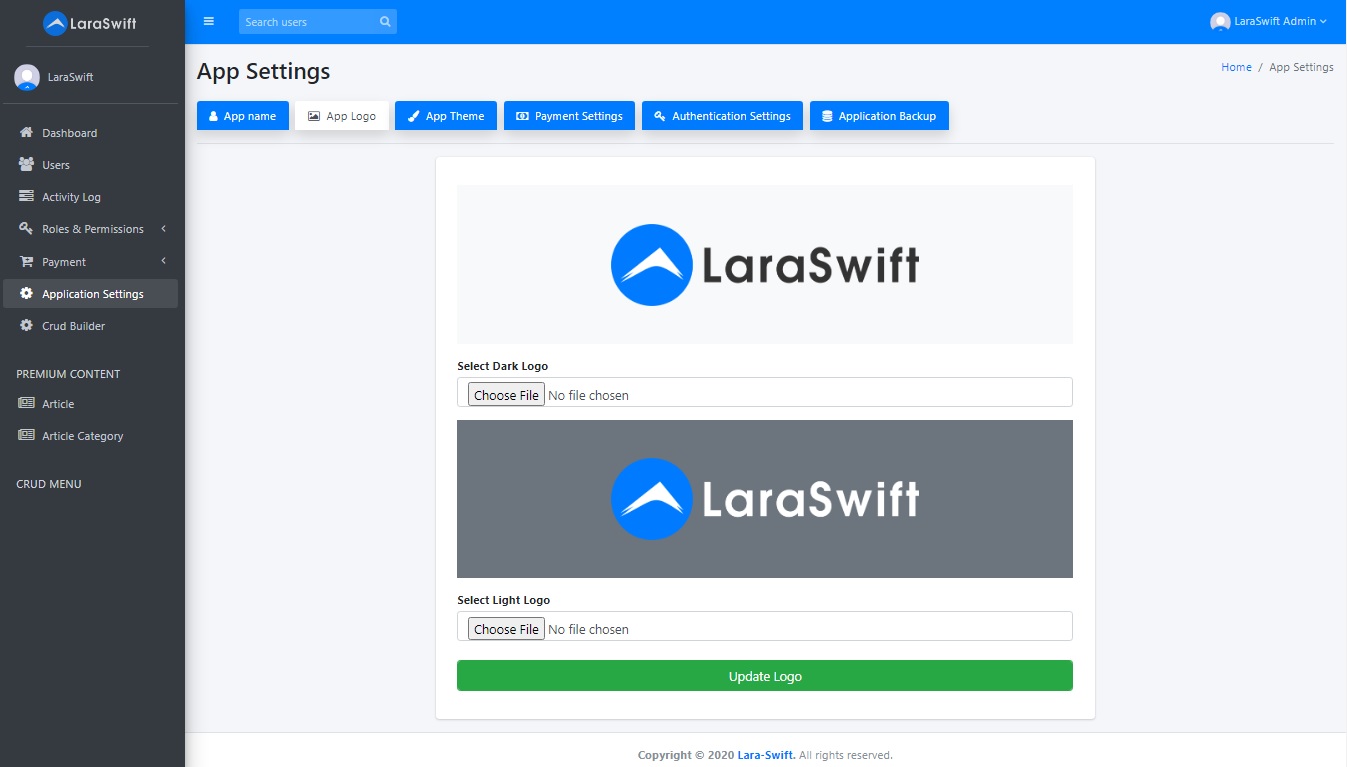 LaraSwift
Search users
LaraSwift Admin
LaraSwift
Dashboard
Users
Activity Log
Roles & Permissions
Payment
Application Settings
Crud Builder
PREMIUM CONTENT
Article
Article Category
CRUD MENU
App Settings
Home / App Settings
App name
App Logo
App Theme
Payment Settings
Authentication Settings
Application Backup
LaraSwift
Select Dark Logo
Choose File No file chosen
LaraSwift
Select Light Logo
Choose File No file chosen
Update Logo
Copyright © 2020 Lara-Swift. All rights reserved.